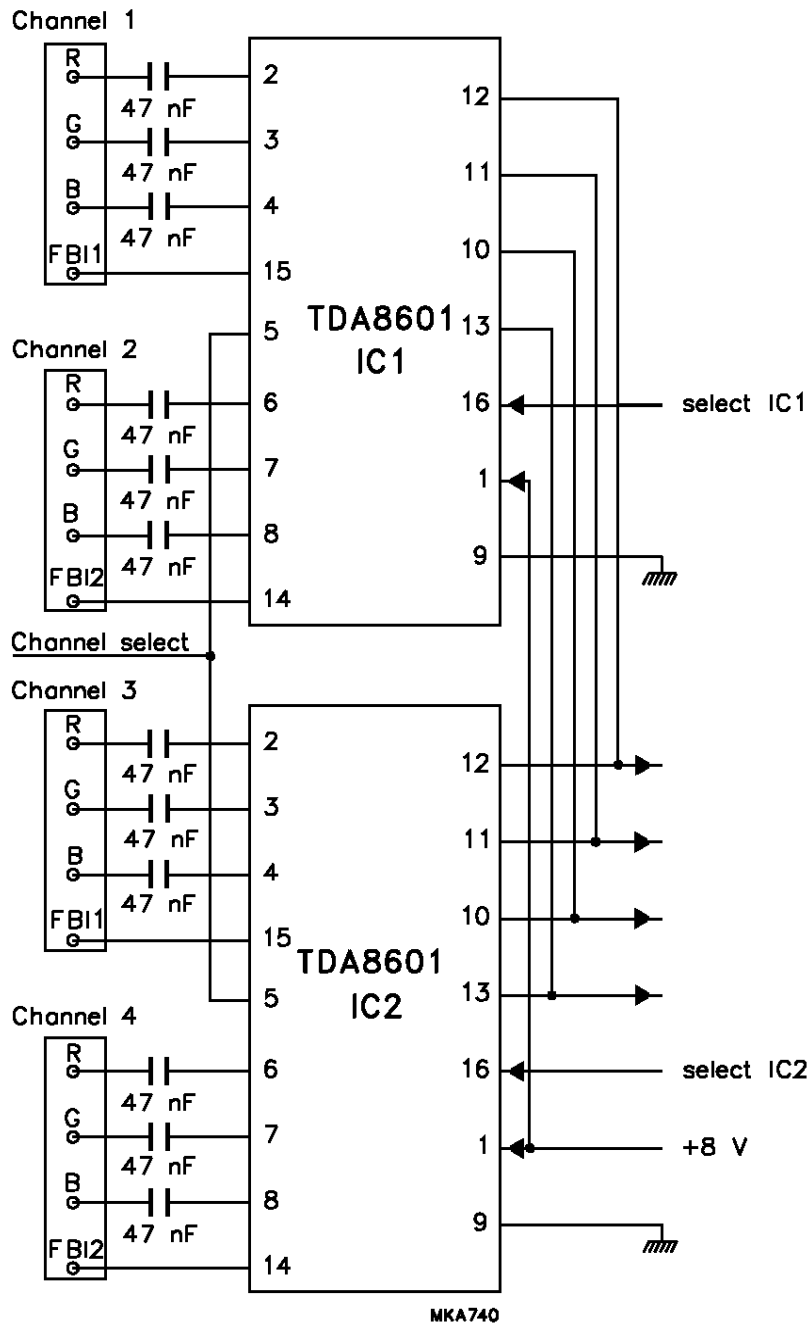 Channel 1
R
47 nF
2
12
G
47 nF
3
11
B
47 nF
4
10
FBI1
15
TDA8601
IC1
5
13
Channel 2
R
47 nF
6
16
select IC1
G
47 nF
7
1
B
47 nF
8
9
FBI2
14
Channel select
Channel 3
R
47 nF
2
12
G
47 nF
3
11
B
47 nF
4
10
FBI1
15
TDA8601
IC2
5
13
Channel 4
R
47 nF
6
16
select IC2
G
47 nF
7
1
+8 V
B
47 nF
8
9
FBI2
14
MKA740